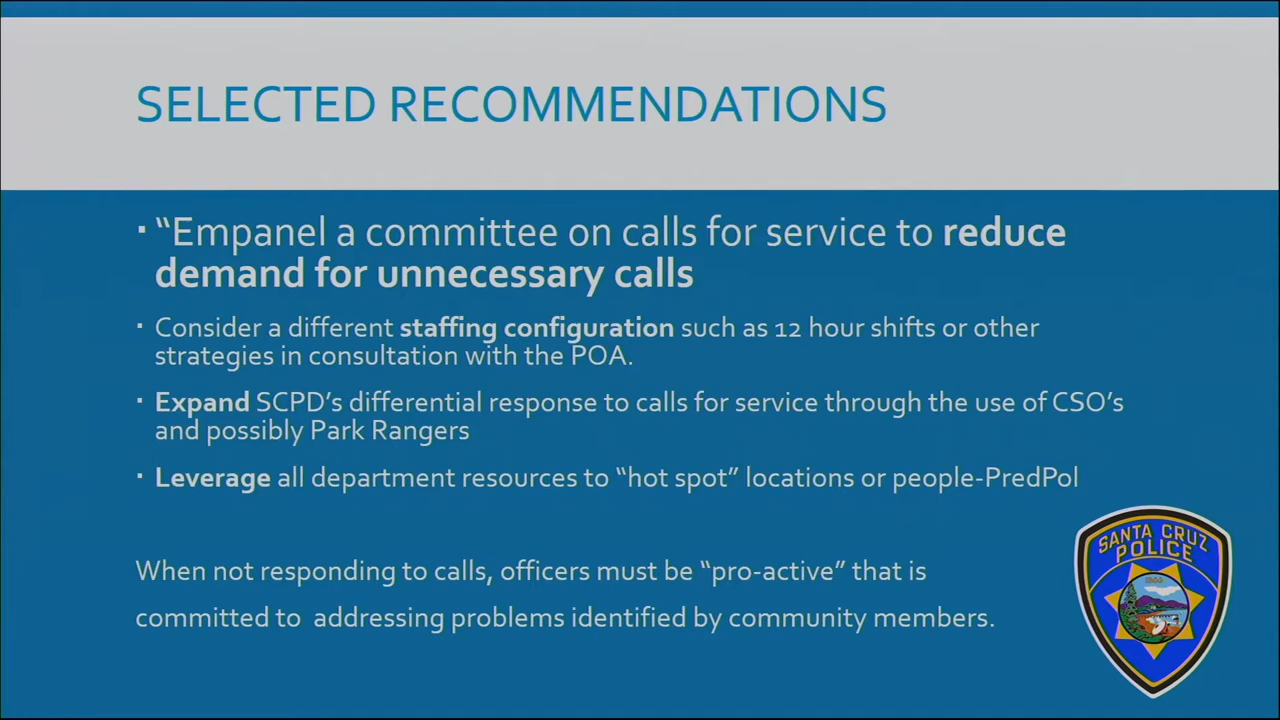 SELECTED RECOMMENDATIONS
▪ “Empanel a committee on calls for service to reduce
demand for unnecessary calls
▪ Consider a different staffing configuration such as 12 hour shifts or other
strategies in consultation with the POA.
▪ Expand SCPD’s differential response to calls for service through the use of CSO’s
and possibly Park Rangers
▪ Leverage all department resources to “hot spot” locations or people-PredPol
When not responding to calls, officers must be “pro-active” that is
committed to addressing problems identified by community members.
SANTA CRUZ
POLICE